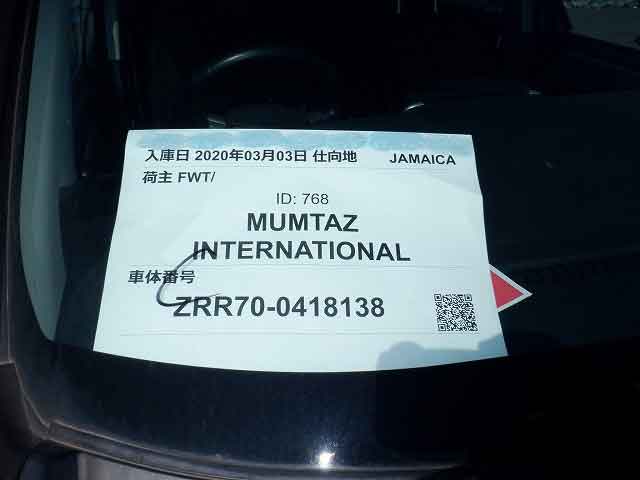 入庫日 2020年03月03日 仕向地 JAMAICA
荷主 FWT/
ID: 768
MUMTAZ
INTERNATIONAL
車体番号
ZRR70-0418138